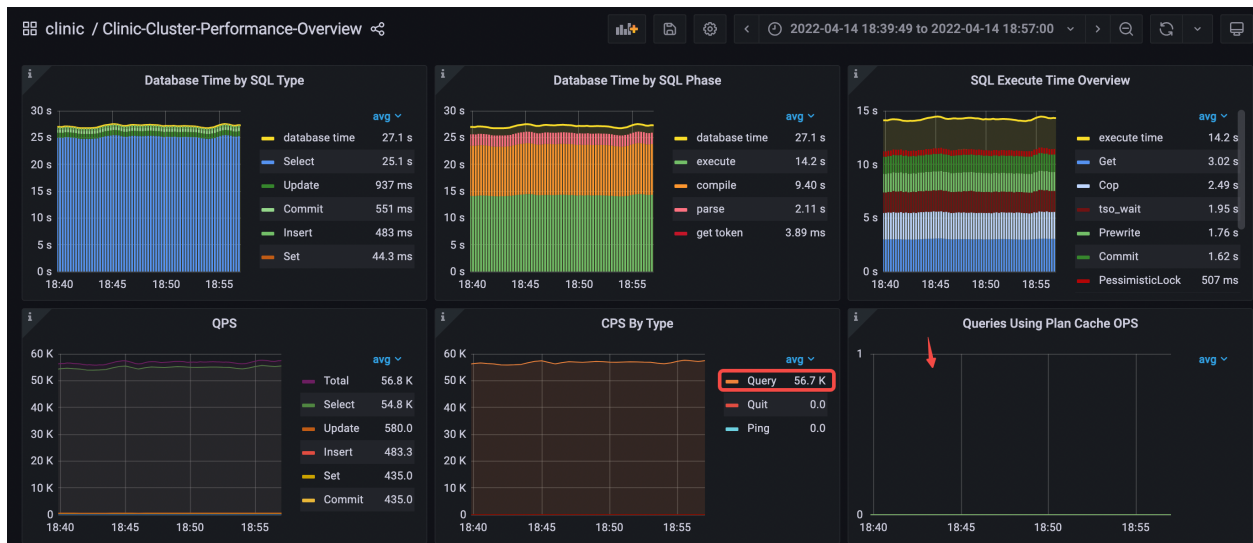 clinic / Clinic-Cluster-Performance-Overview
2022-04-14 18:39:49 to 2022-04-14 18:57:00
Database Time by SQL Type
30 s
25 s
20 s
15 s
10 s
5 s
0 s
18:40 18:45 18:50 18:55
avg
database time 27.1 s
Select 25.1 s
Update 937 ms
Commit 551 ms
Insert 483 ms
Set 44.3 ms
Database Time by SQL Phase
30 s
25 s
20 s
15 s
10 s
5 s
0 s
18:40 18:45 18:50 18:55
avg
database time 27.1 s
execute 14.2 s
compile 9.40 s
parse 2.11 s
get token 3.89 ms
SQL Execute Time Overview
15 s
10 s
5 s
0 s
18:40 18:45 18:50 18:55
avg
execute time 14.2 s
Get 3.02 s
Cop 2.49 s
tso_wait 1.95 s
Prewrite 1.76 s
Commit 1.62 s
PessimisticLock 507 ms
QPS
60 K
50 K
40 K
30 K
20 K
10 K
0
18:40 18:45 18:50 18:55
avg
Total 56.8 K
Select 54.8 K
Update 580.0
Insert 483.3
Set 435.0
Commit 435.0
CPS By Type
60 K
50 K
40 K
30 K
20 K
10 K
0
18:40 18:45 18:50 18:55
avg
Query 56.7 K
Quit 0.0
Ping 0.0
Queries Using Plan Cache OPS
1
0
18:40 18:45 18:50 18:55
avg